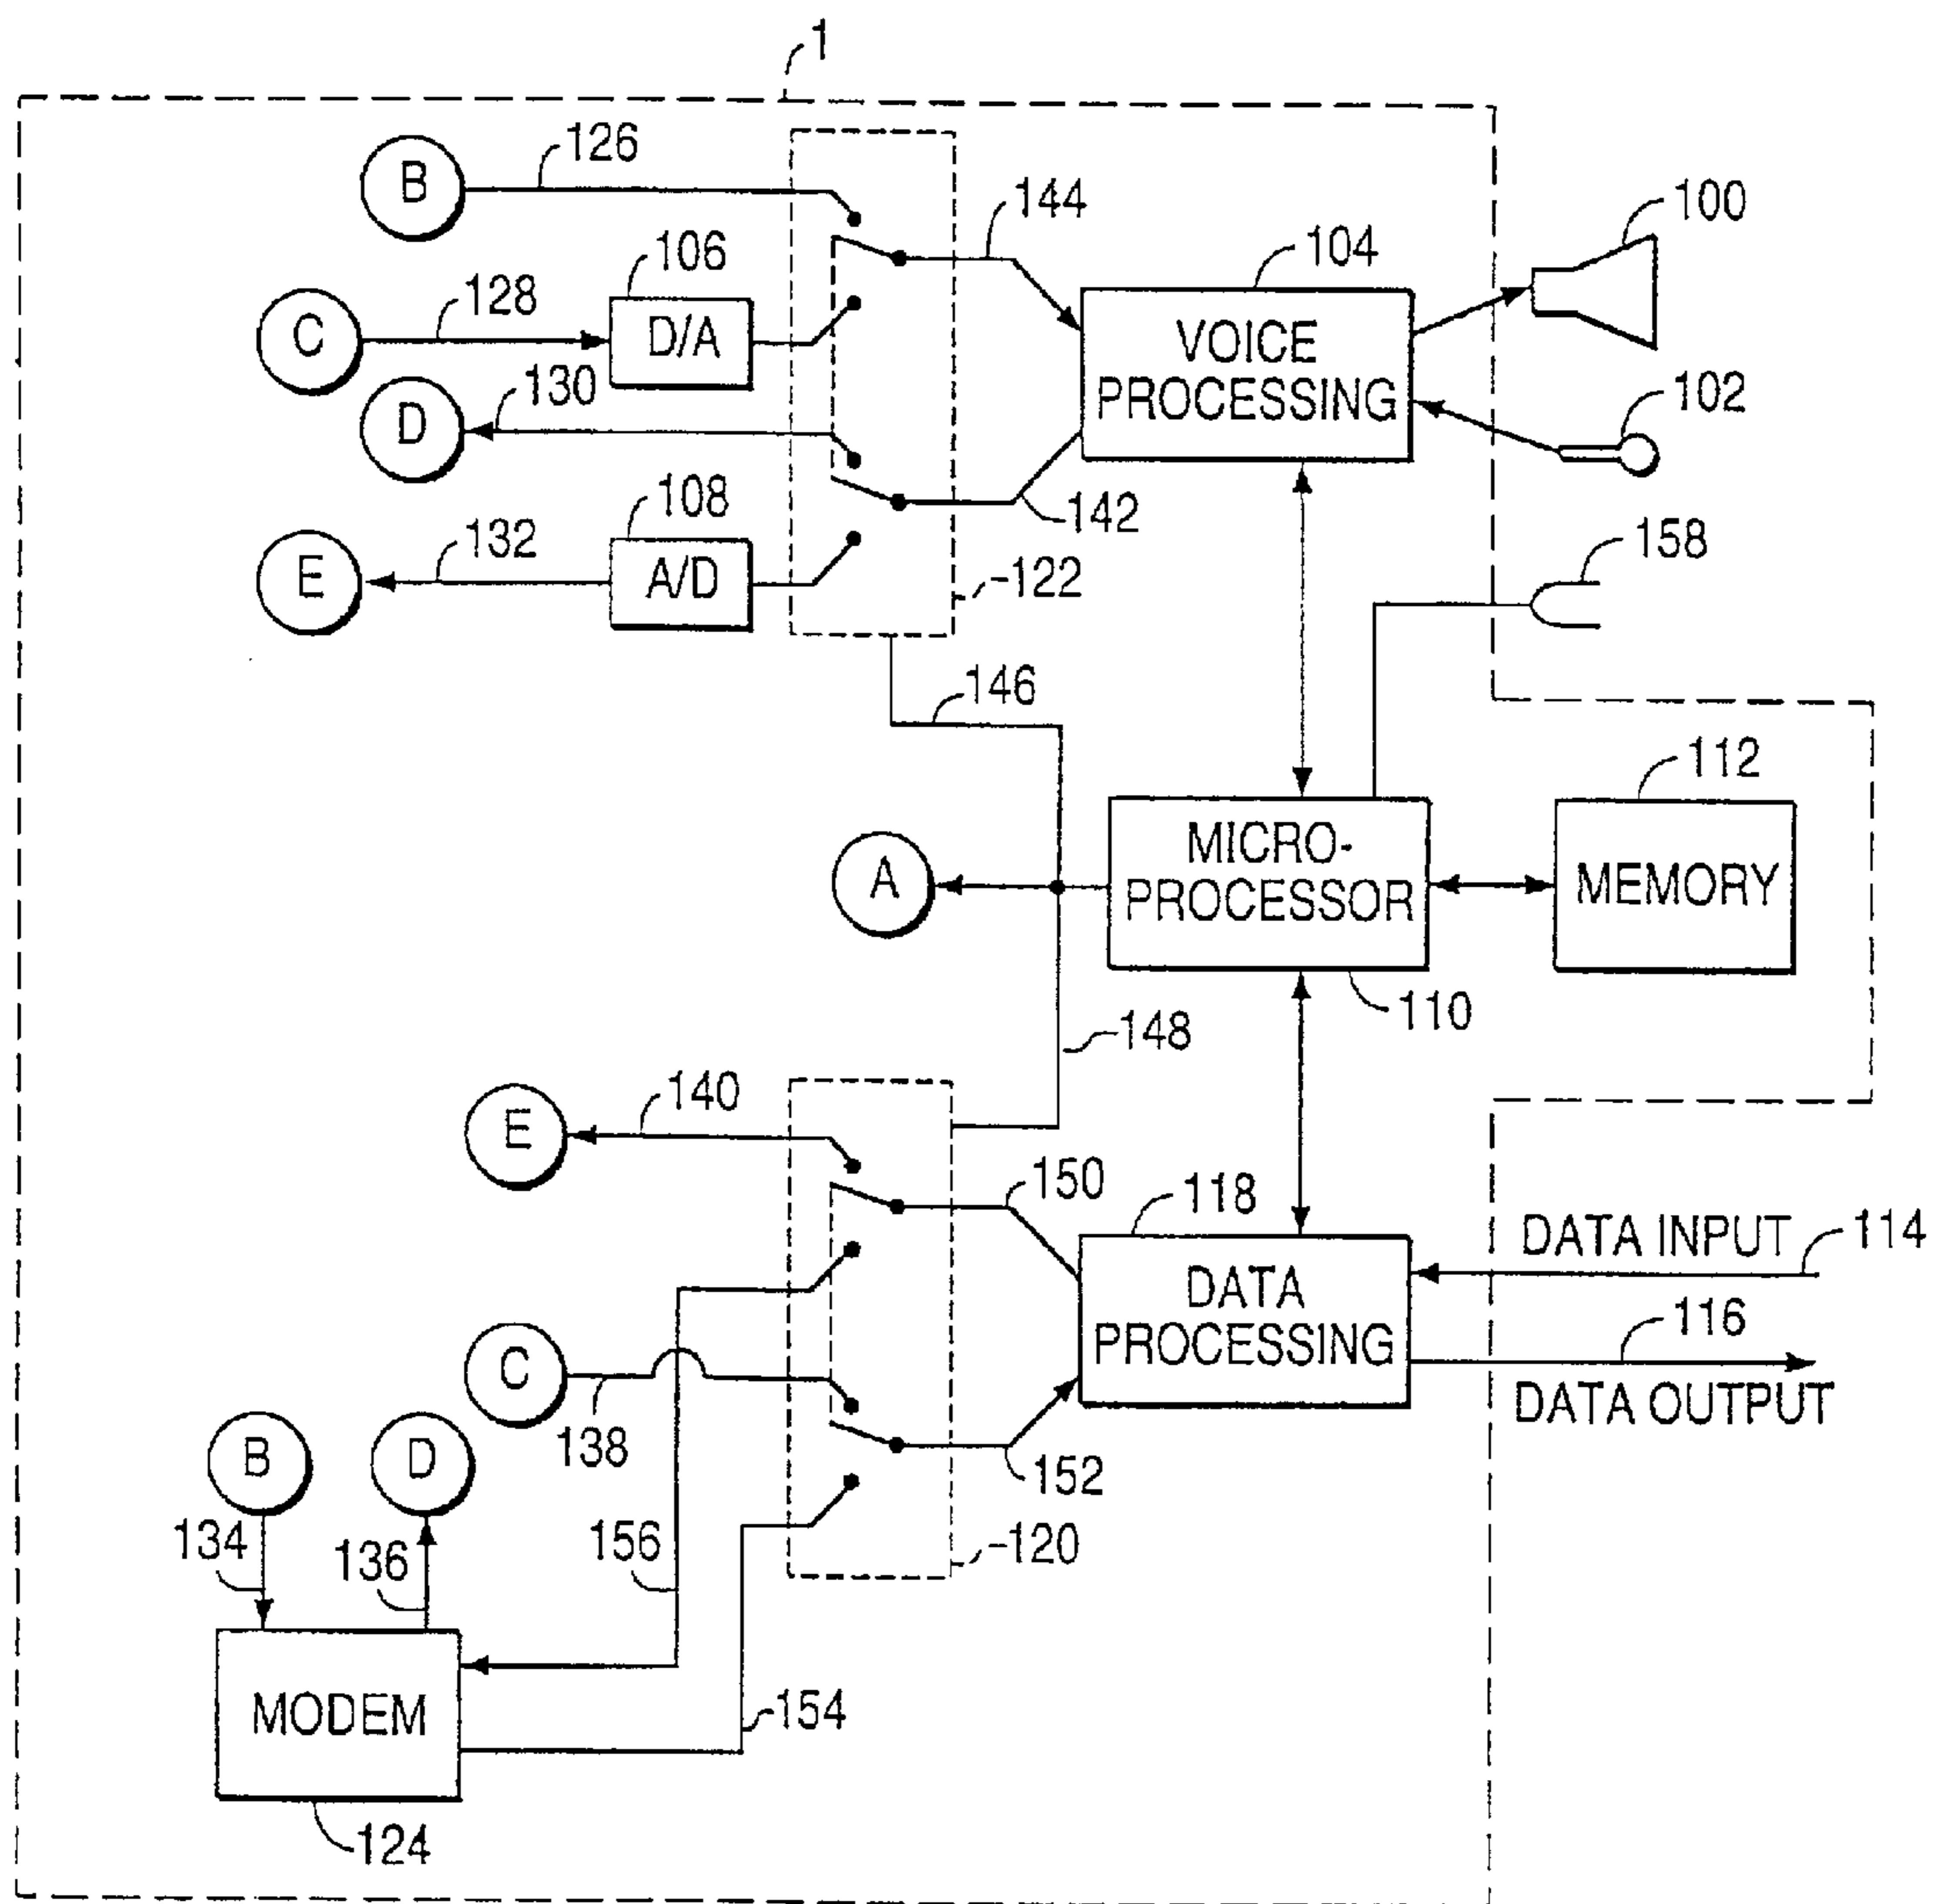 1
B
126
144
100
106
104
C
128
D/A
VOICE
PROCESSING
102
D
130
108
142
E
132
A/D
122
158
146
112
A
MICRO-
PROCESSOR
MEMORY
110
148
E
140
150
118
DATA INPUT
114
DATA
PROCESSING
116
DATA OUTPUT
C
138
152
B
D
134
136
156
120
MODEM
154
124